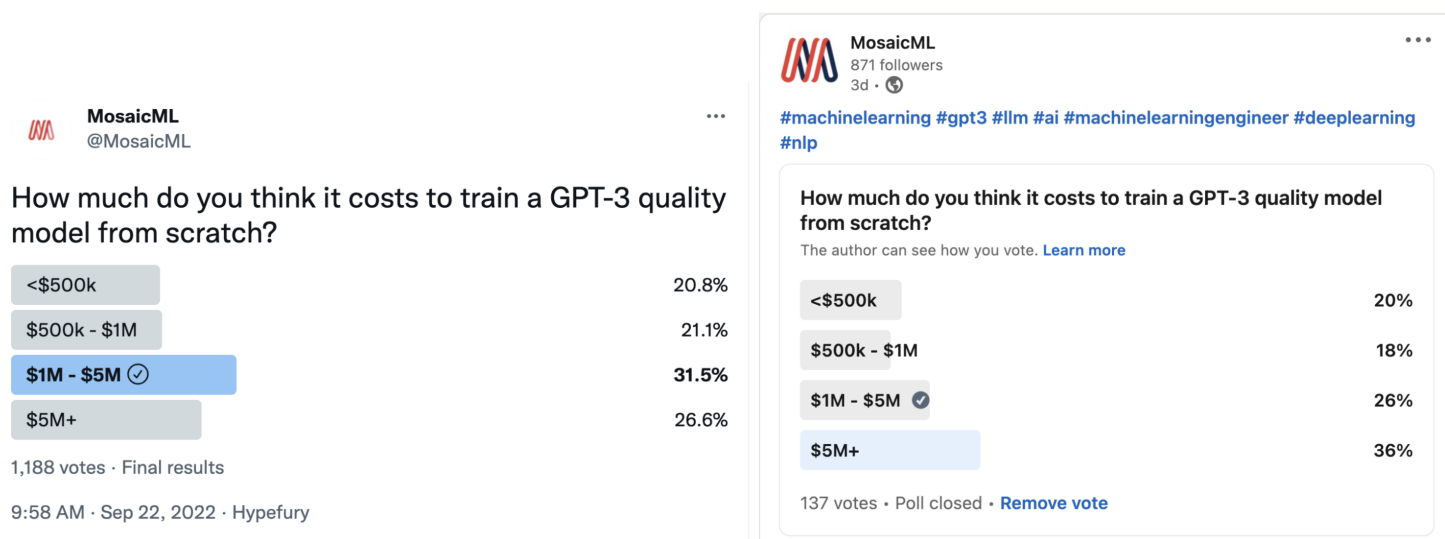 MosaicML
@MosaicML
How much do you think it costs to train a GPT-3 quality
model from scratch?
<$500k 20.8%
$500k - $1M 21.1%
$1M - $5M 31.5%
$5M+ 26.6%
1,188 votes · Final results
9:58 AM · Sep 22, 2022 · Hypefury
MosaicML
871 followers
3d •
#machinelearning #gpt3 #llm #ai #machinelearningengineer #deeplearning
#nlp
How much do you think it costs to train a GPT-3 quality model
from scratch?
The author can see how you vote. Learn more
<$500k 20%
$500k - $1M 18%
$1M - $5M 26%
$5M+ 36%
137 votes • Poll closed • Remove vote